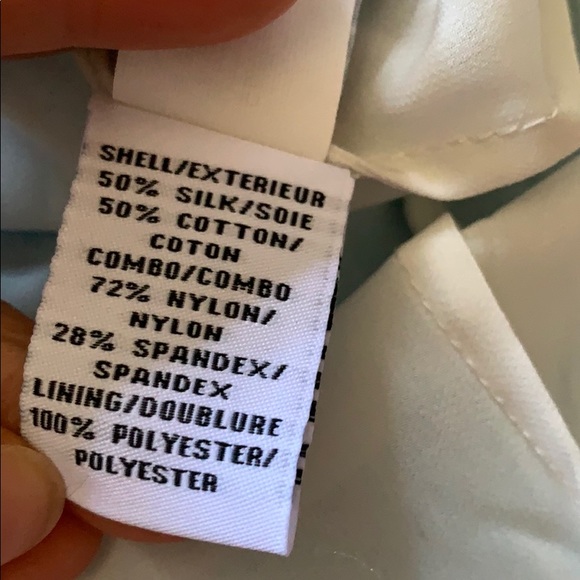 SHELL/EXTERIEUR
50% SILK/SOIE
50% COTTON/
COTON
COMBO/COMBO
72% NYLON/
NYLON
28% SPANDEX/
SPANDEX
LINING/DOUBLURE
100% POLYESTER/
POLYESTER